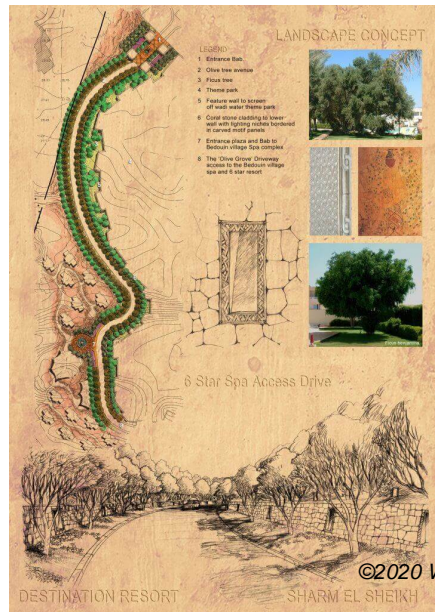 LANDSCAPE CONCEPT
LEGEND
1 Entrance Bab
2 Olive tree avenue
3 Ficus tree
4 Theme park
5 Feature wall to screen
off wadi water theme park
6 Coral stone cladding to lower
wall with lighting niches bordered
in carved motif panels
7 Entrance plaza and Bab to
Bedouin village Spa complex
8 The 'Olive Grove' Driveway
access to the Bedouin village
spa and 6 star resort
6 Star Spa Access Drive
©2020 V
DESTINATION RESORT
SHARM EL SHEIKH